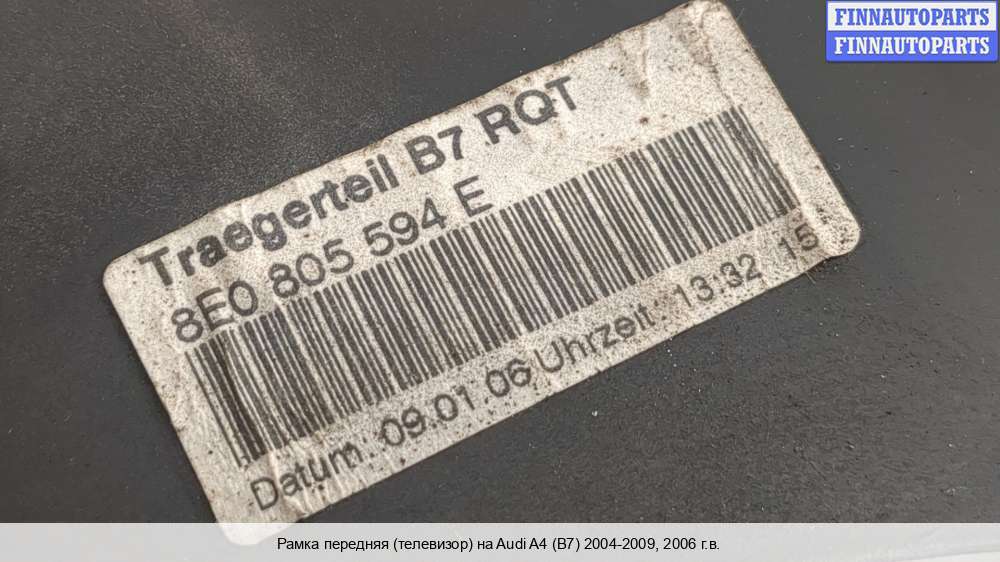 FINNAUTOPARTS
FINNAUTOPARTS
Traegerteil B7 RQT
8E0 805 594 E
Datum: 09.01.06 Uhrzeit: 13:32 15
Рамка передняя (телевизор) на Audi A4 (B7) 2004-2009, 2006 г.в.